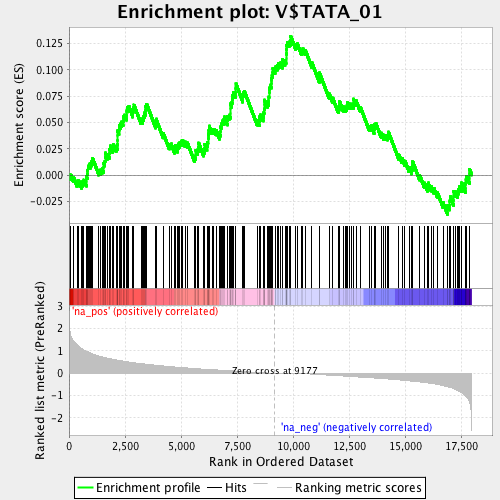 Enrichment plot: V$TATA_01
Enrichment score (ES)
0.125
0.100
0.075
0.050
0.025
0.000
-0.025
Ranked list metric (PreRanked)
3
2
1
0
-1
-2
'na_pos' (positively correlated)
Zero cross at 9177
'na_neg' (negatively correlated)
0
2,500
5,000
7,500
10,000
12,500
15,000
17,500
Rank in Ordered Dataset
Enrichment profile
Hits
Ranking metric scores